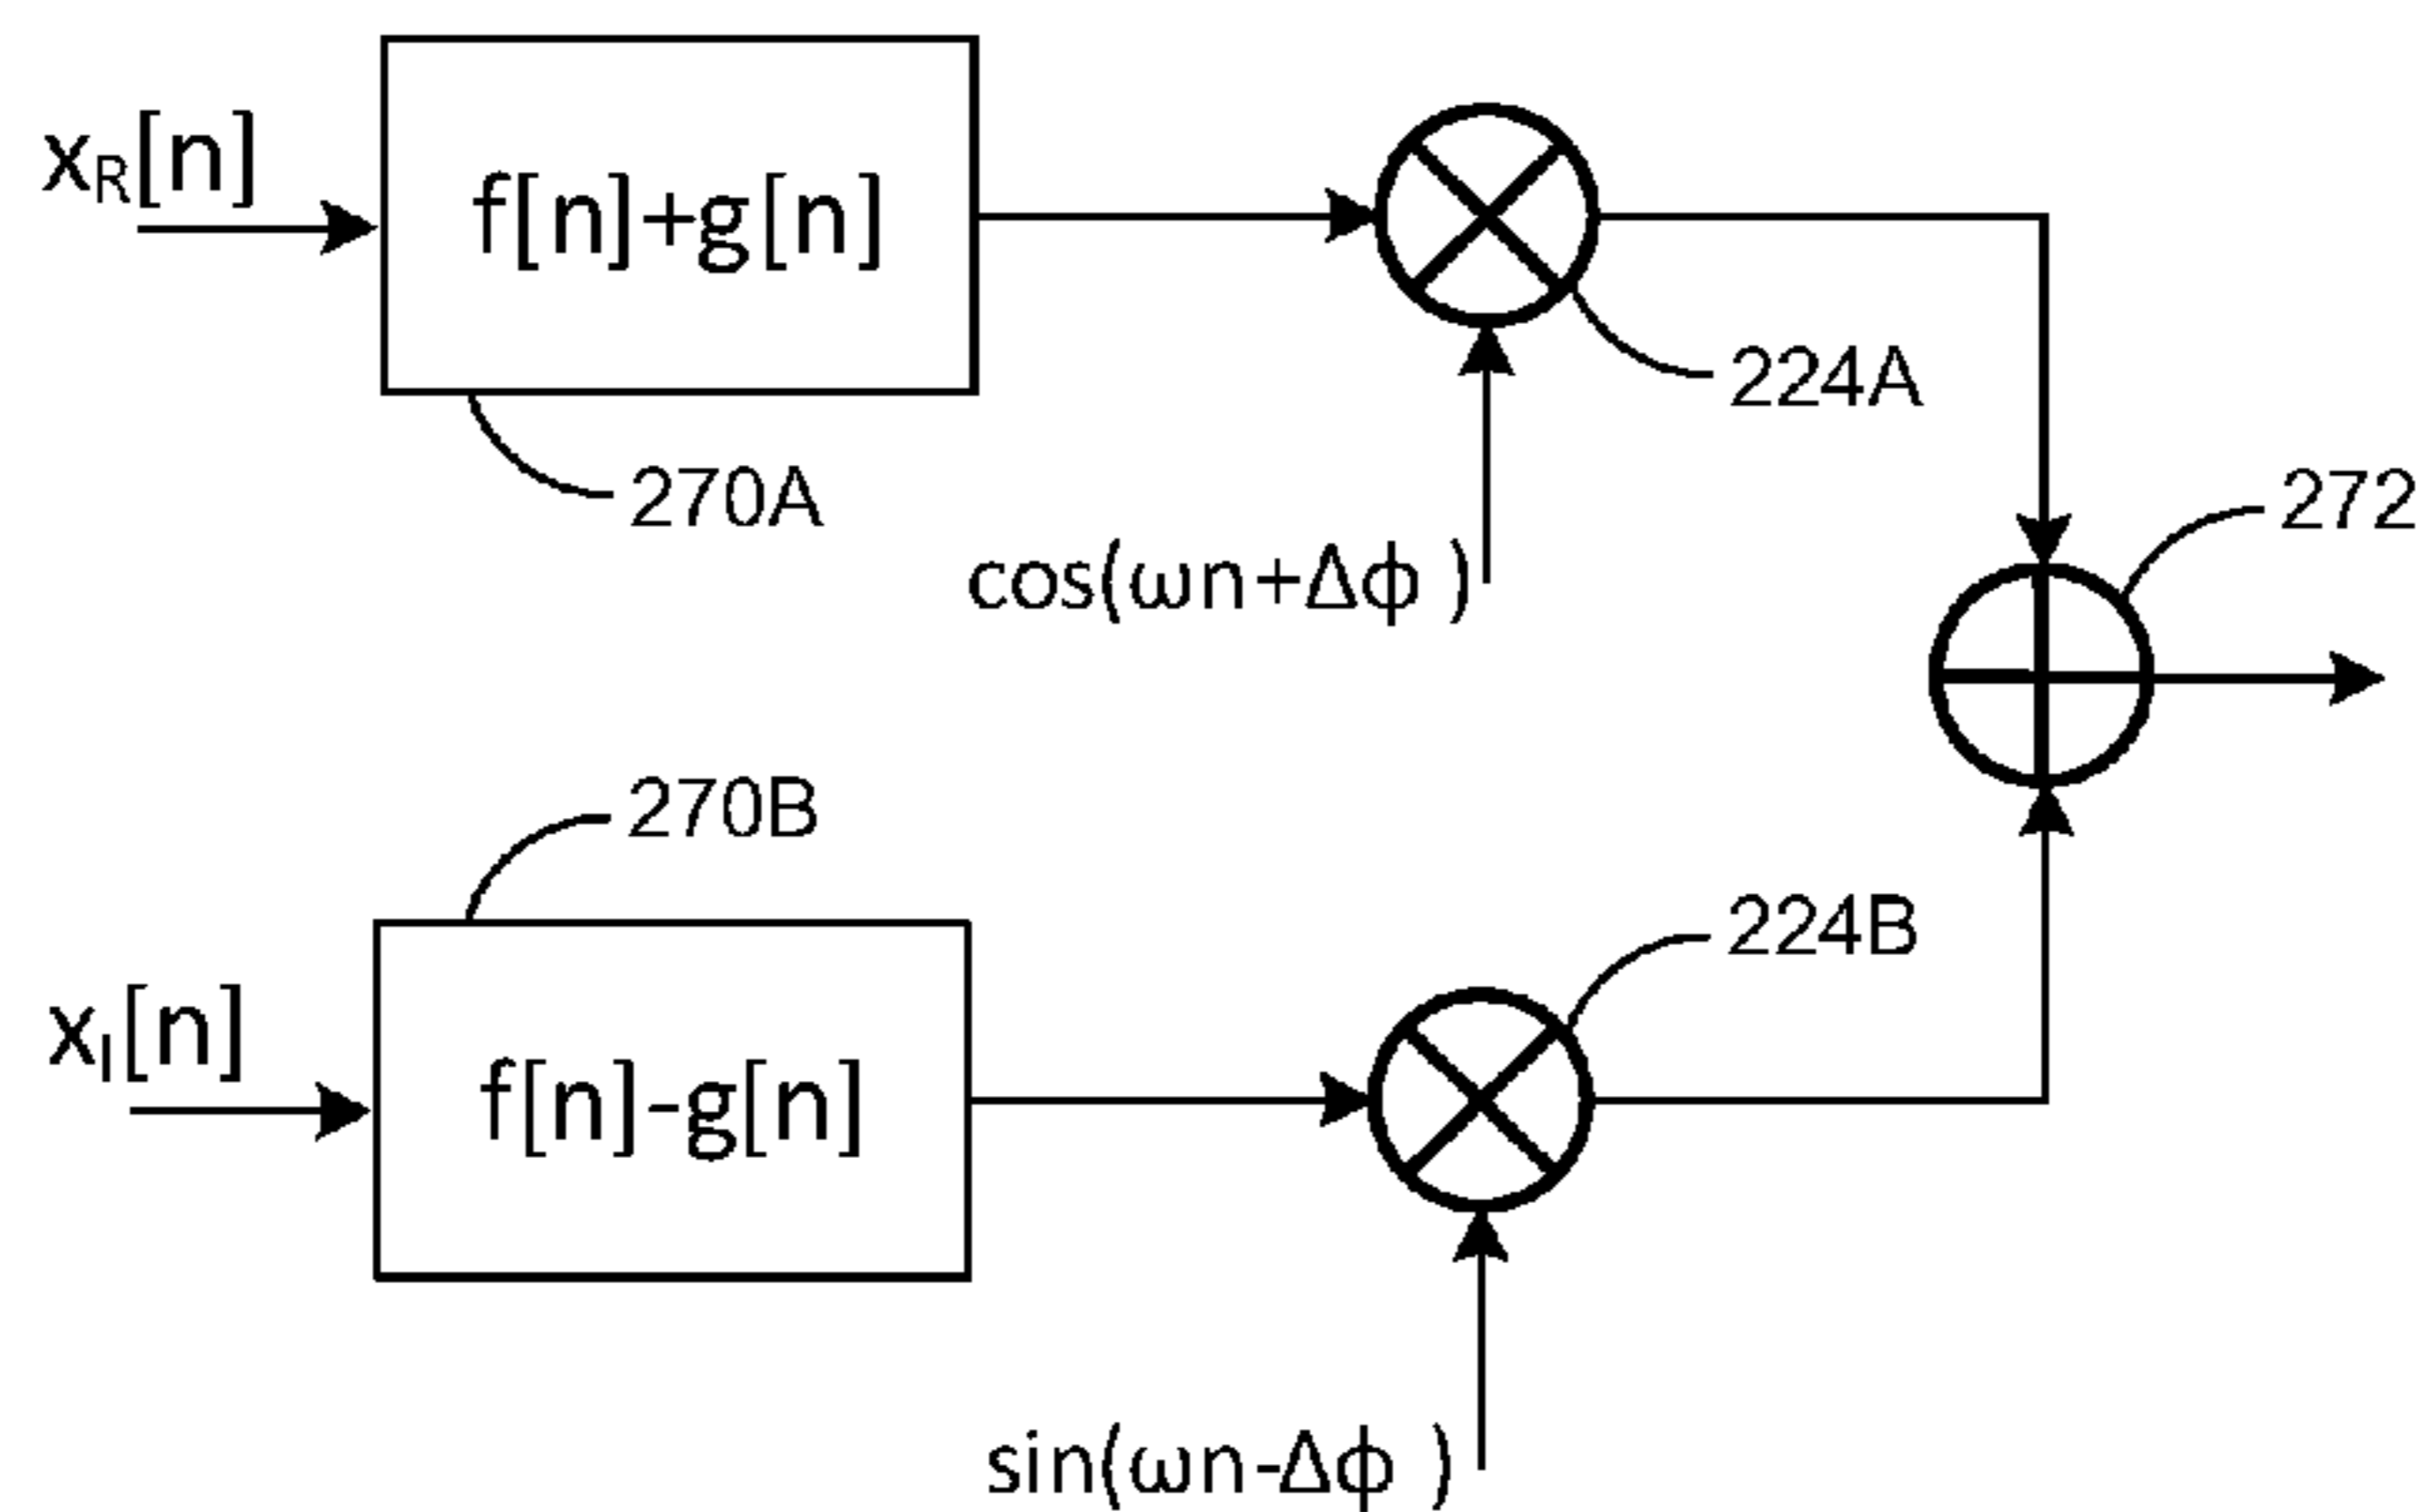 xR[n]
f[n]+g[n]
224A
270A
272
cos(ωn+Δϕ )
270B
224B
xI[n]
f[n]-g[n]
sin(ωn-Δϕ )